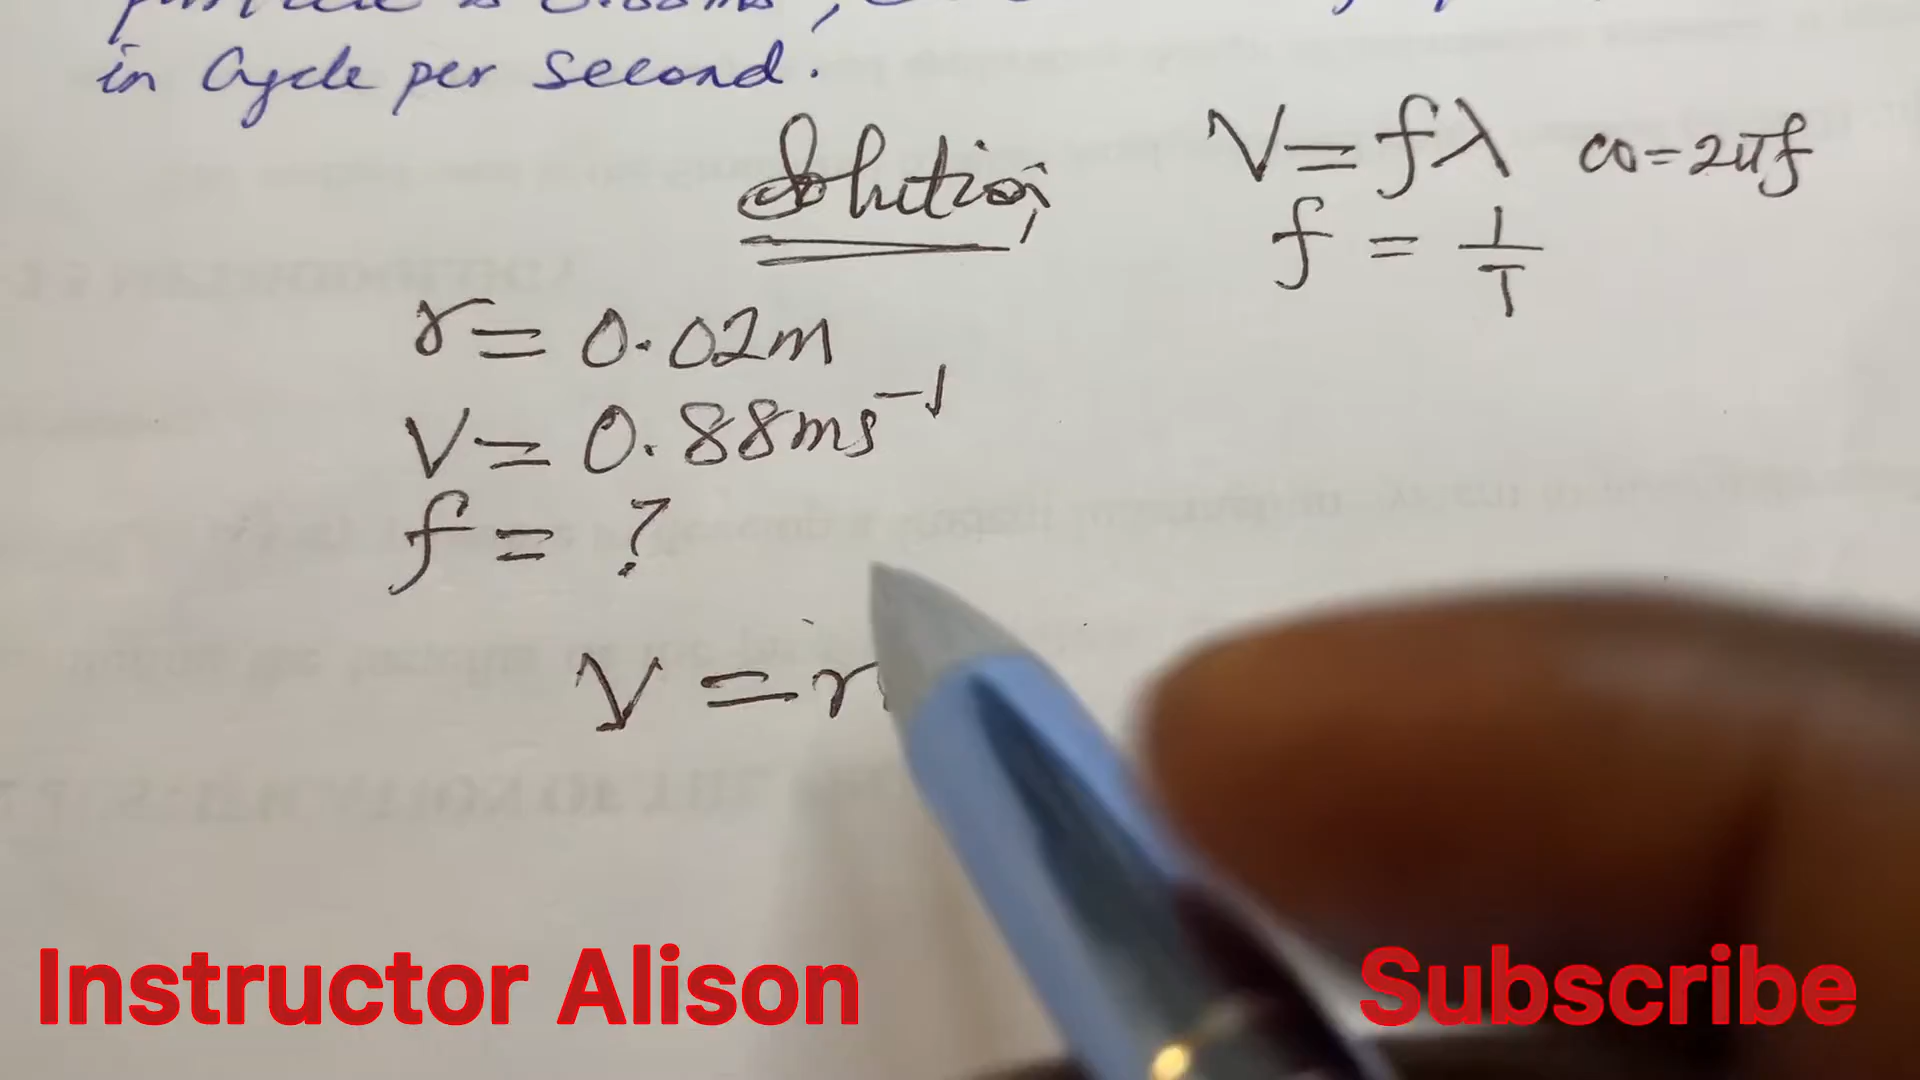 in Cycle per Second.
Solution,
V = fλ ω = 2πf
f = 1/T
r = 0.02m
V = 0.88ms⁻¹
f = ?
V = r
Instructor Alison
Subscribe